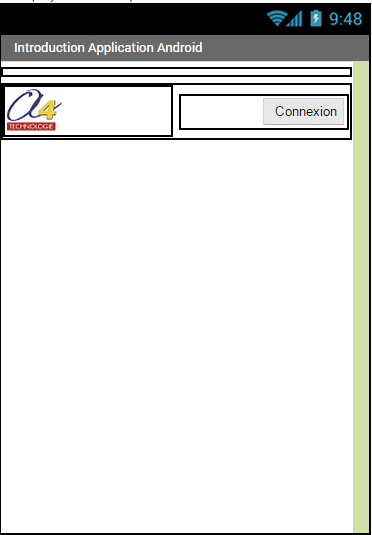 9:48
Introduction Application Android
a4
TECHNOLOGIE
Connexion